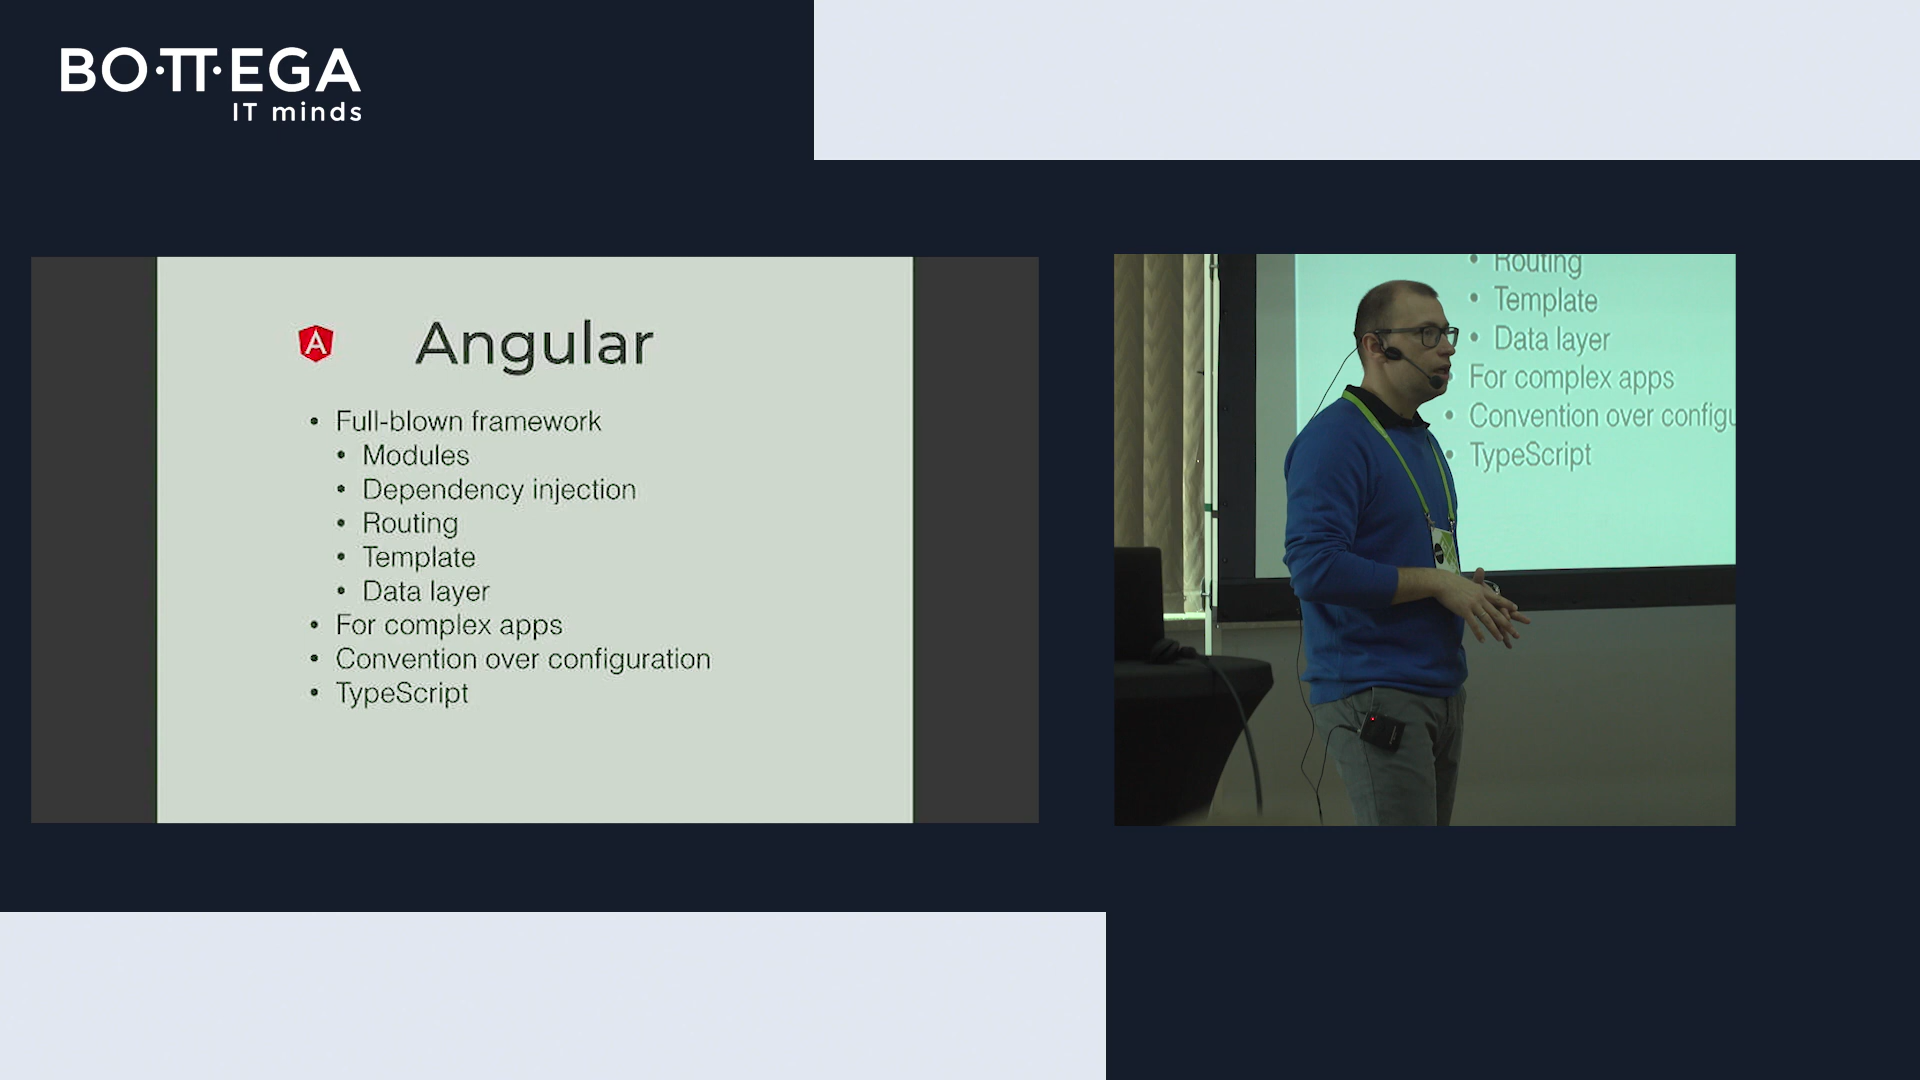 BO·TT·EGA
IT minds
Angular
• Full-blown framework
• Modules
• Dependency injection
• Routing
• Template
• Data layer
• For complex apps
• Convention over configuration
• TypeScript
• Routing
• Template
• Data layer
For complex apps
• Convention over configu
• TypeScript